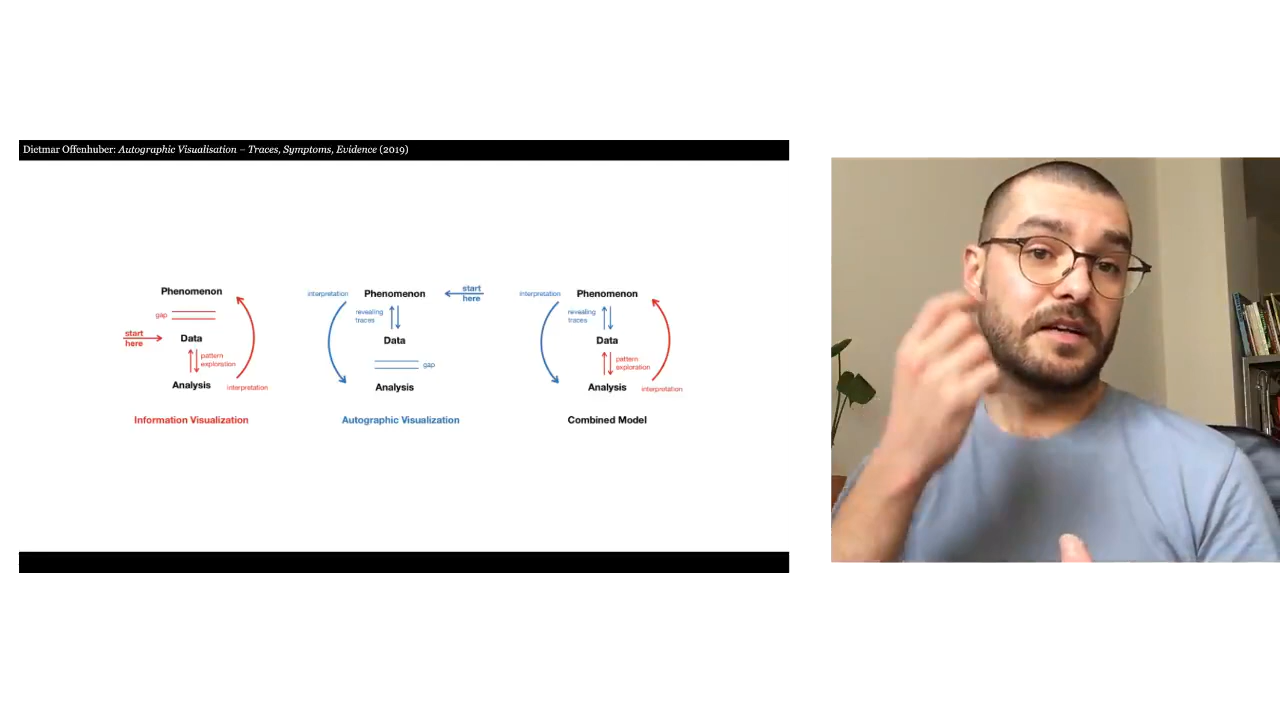 Dietmar Offenhuber: Autographic Visualisation – Traces, Symptoms, Evidence (2019)
Phenomenon
gap
start
here
Data
pattern
exploration
Analysis
interpretation
Information Visualization
interpretation
Phenomenon
start
here
revealing
traces
Data
gap
Analysis
Autographic Visualization
interpretation
Phenomenon
revealing
traces
Data
pattern
exploration
Analysis
interpretation
Combined Model